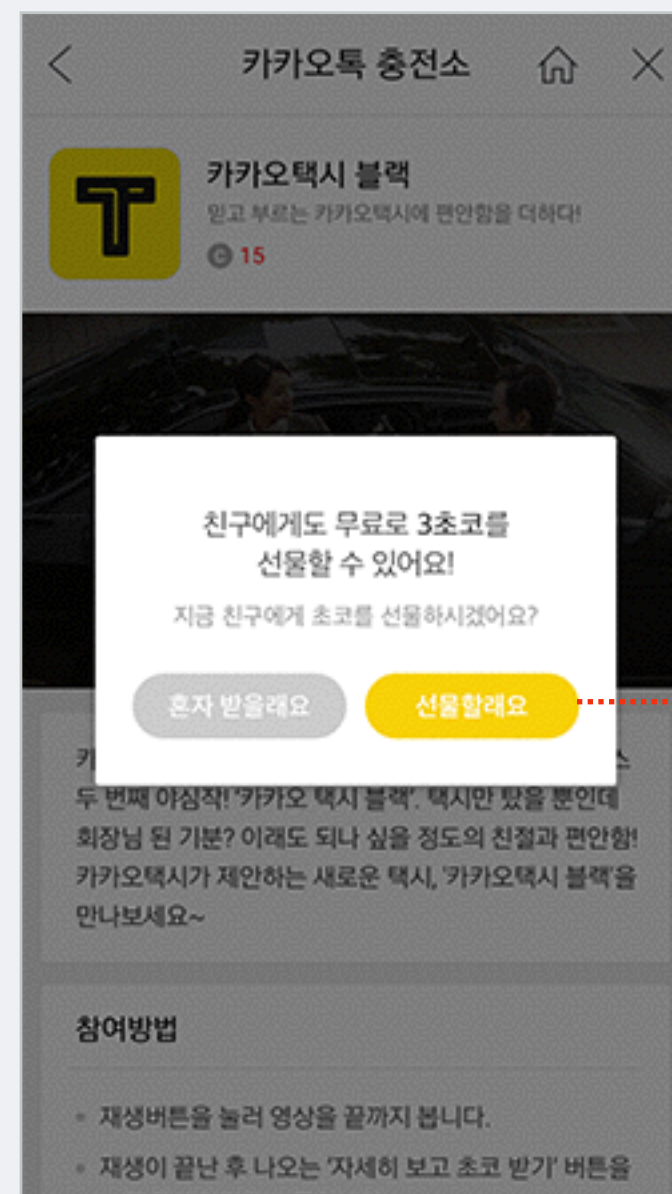 카카오톡 충전소
카카오택시 블랙
믿고 부르는 카카오택시에 편안함을 더하다!
C 15
친구에게도 무료로 3초코를
선물할 수 있어요!
지금 친구에게 초코를 선물하시겠어요?
혼자 받을래요
선물할래요
카
스
두 번째 야심작! '카카오 택시 블랙'. 택시만 탔을 뿐인데
회장님 된 기분? 이래도 되나 싶을 정도의 친절과 편안함!
카카오택시가 제안하는 새로운 택시, '카카오택시 블랙'을
만나보세요~
참여방법
재생버튼을 눌러 영상을 끝까지 봅니다.
재생이 끝난 후 나오는 '자세히 보고 초코 받기' 버튼을